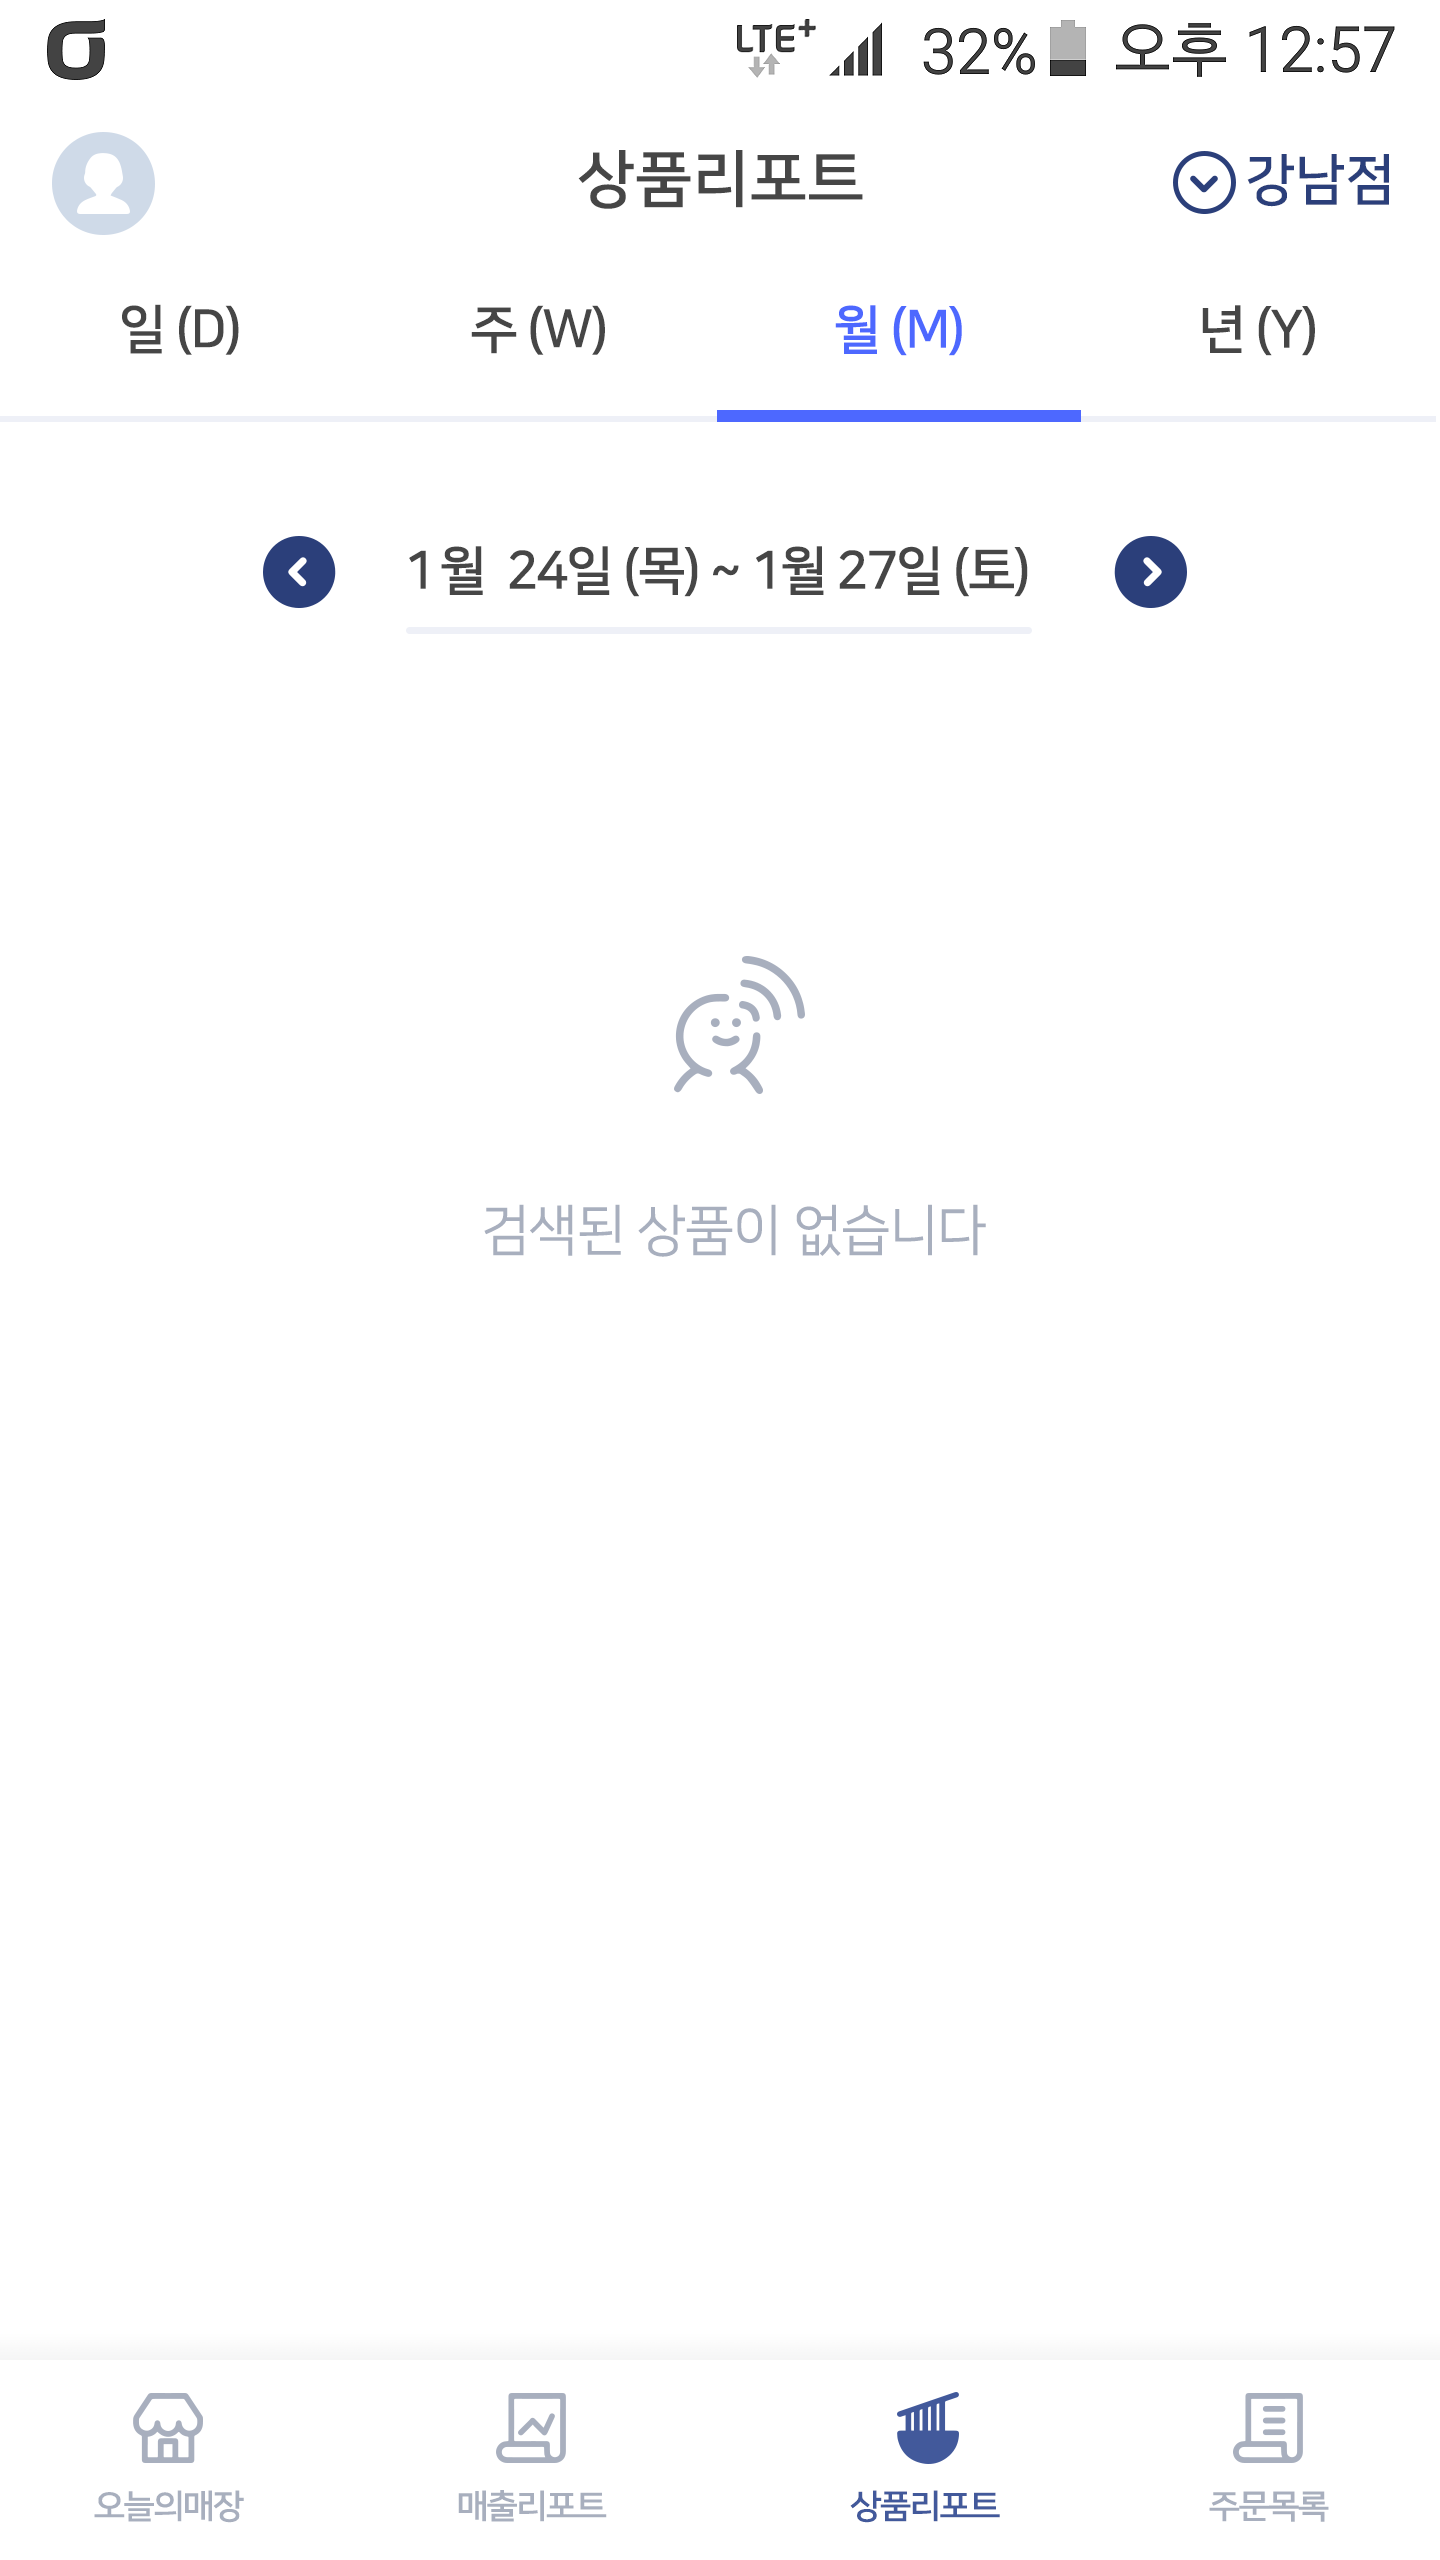 LTE+ 32% 오후 12:57
상품리포트
강남점
일 (D) 주 (W) 월 (M) 년 (Y)
1월 24일 (목) ~ 1월 27일 (토)
검색된 상품이 없습니다
오늘의매장 매출리포트 상품리포트 주문목록